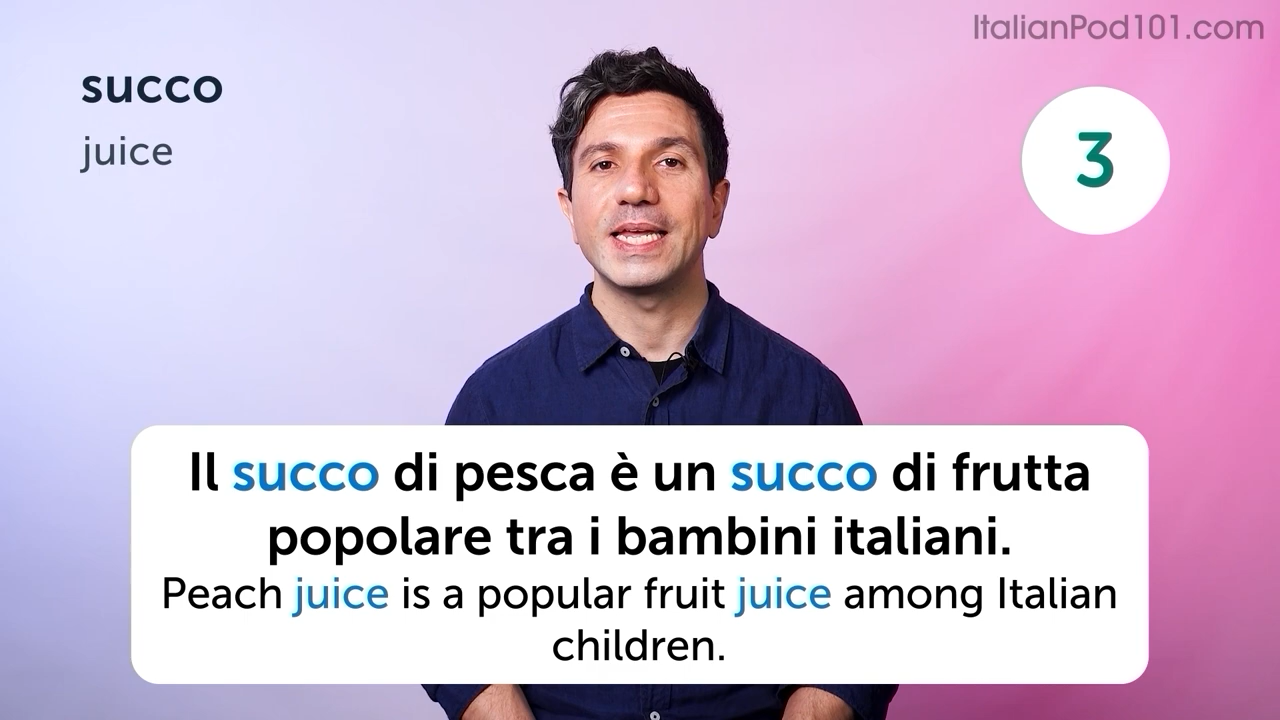 ItalianPod101.com
succo
juice
3
Il succo di pesca è un succo di frutta
popolare tra i bambini italiani.
Peach juice is a popular fruit juice among Italian
children.